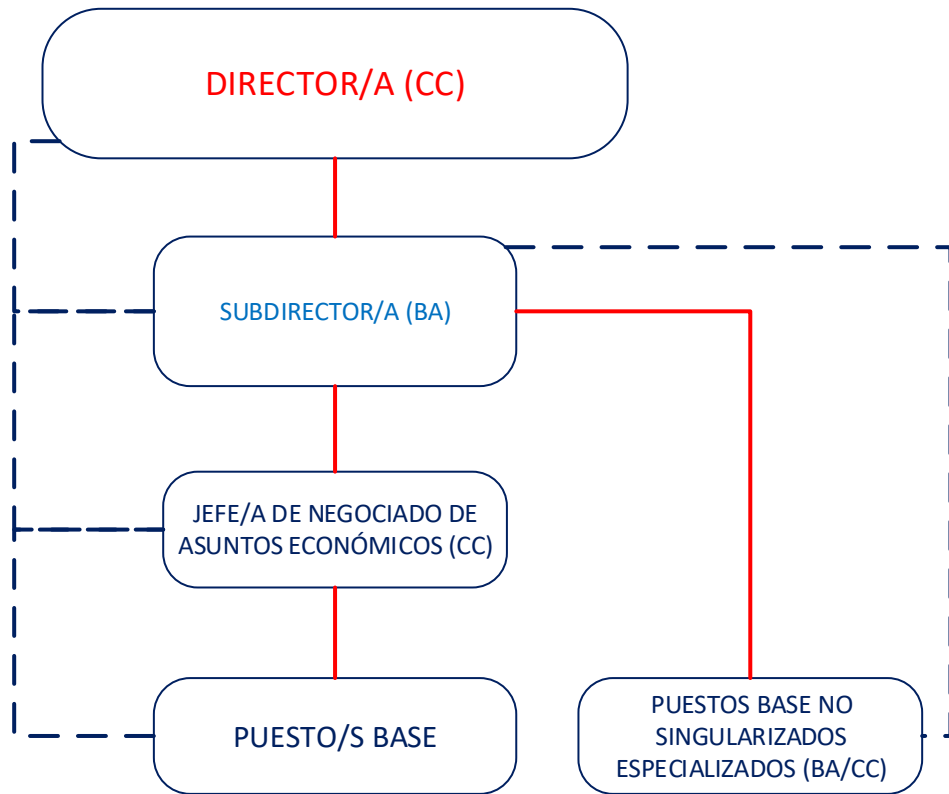 DIRECTOR/A (CC)
SUBDIRECTOR/A (BA)
JEFE/A DE NEGOCIADO DE
ASUNTOS ECONÓMICOS (CC)
PUESTO/S BASE
PUESTOS BASE NO
SINGULARIZADOS
ESPECIALIZADOS (BA/CC)